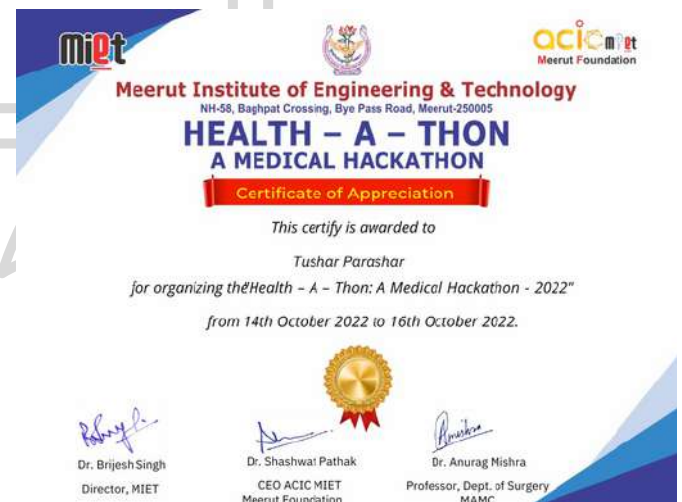 miet
acic miet
Meerut Foundation
Meerut Institute of Engineering & Technology
NH-58, Baghpat Crossing, Bye Pass Road, Meerut-250005
HEALTH – A – THON
A MEDICAL HACKATHON
Certificate of Appreciation
This certify is awarded to
Tushar Parashar
for organizing the"Health – A – Thon: A Medical Hackathon - 2022"
from 14th October 2022 to 16th October 2022.
Dr. Brijesh Singh
Dr. Shashwat Pathak
Dr. Anurag Mishra
Director, MIET
CEO ACIC MIET
Professor, Dept. of Surgery
Meerut Foundation
MAMC